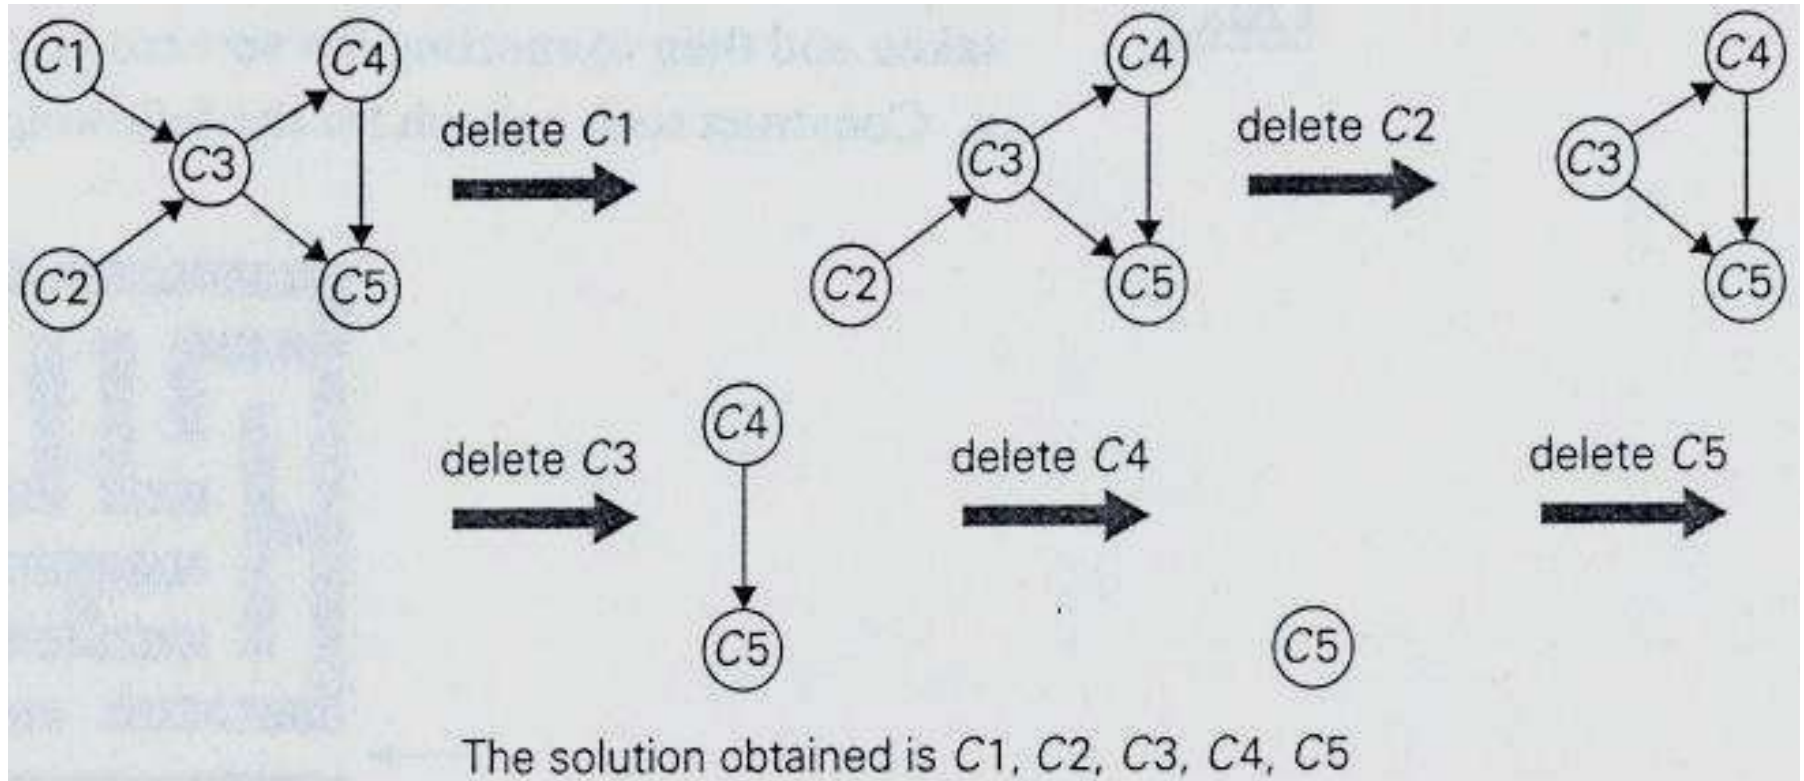 C1
C4
C3
C2
C5
delete C1
C4
C3
C2
C5
delete C2
C4
C3
C5
delete C3
C4
C5
delete C4
C5
delete C5
The solution obtained is C1, C2, C3, C4, C5